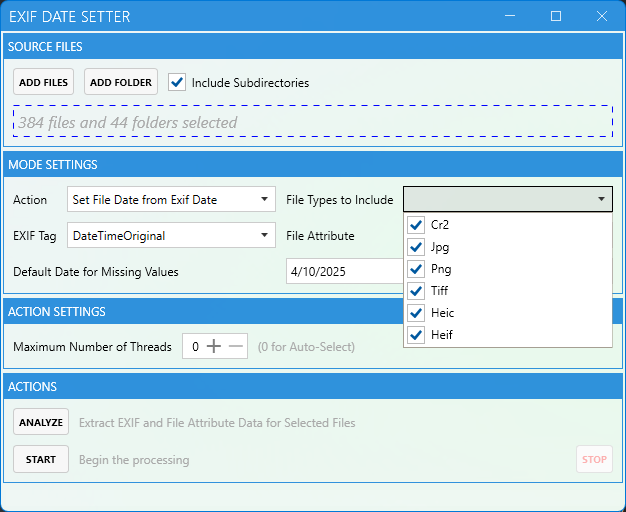 EXIF DATE SETTER
SOURCE FILES
ADD FILES ADD FOLDER Include Subdirectories
384 files and 44 folders selected
MODE SETTINGS
Action Set File Date from Exif Date File Types to Include
Cr2
EXIF Tag DateTimeOriginal File Attribute
Jpg
Png
Default Date for Missing Values 4/10/2025
Tiff
ACTION SETTINGS
Heic
Heif
Maximum Number of Threads 0 (0 for Auto-Select)
ACTIONS
ANALYZE Extract EXIF and File Attribute Data for Selected Files
START Begin the processing STOP